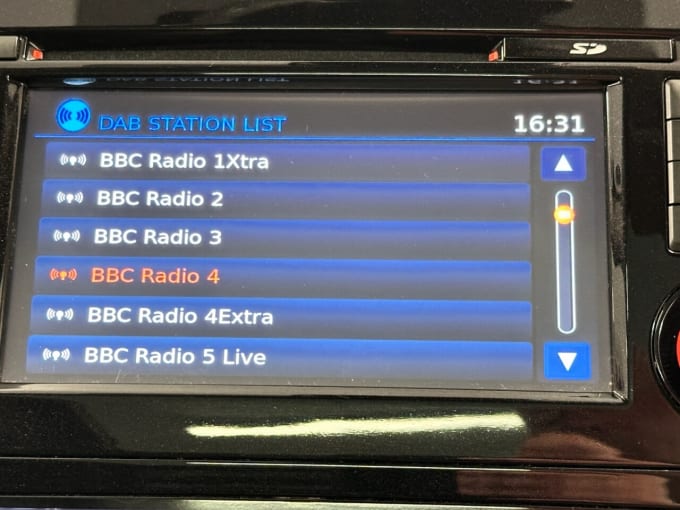 SD
DAB STATION LIST
16:31
BBC Radio 1Xtra
BBC Radio 2
BBC Radio 3
BBC Radio 4
BBC Radio 4Extra
BBC Radio 5 Live